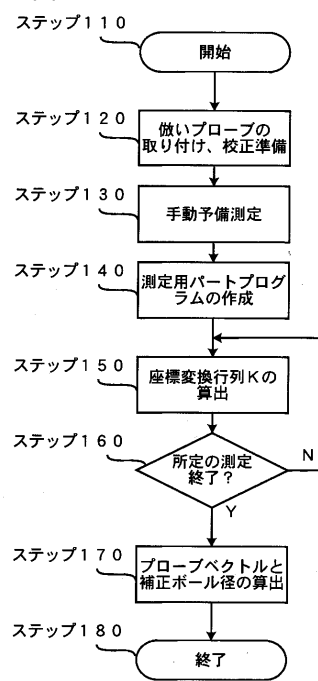 ステップ１１０
開始
ステップ１２０
倣いプローブの
取り付け、校正準備
ステップ１３０
手動予備測定
ステップ１４０
測定用パートプログ
ラムの作成
ステップ１５０
座標変換行列Ｋの
算出
ステップ１６０
所定の測定
終了？
N
Y
ステップ１７０
プローブベクトルと
補正ボール径の算出
ステップ１８０
終了